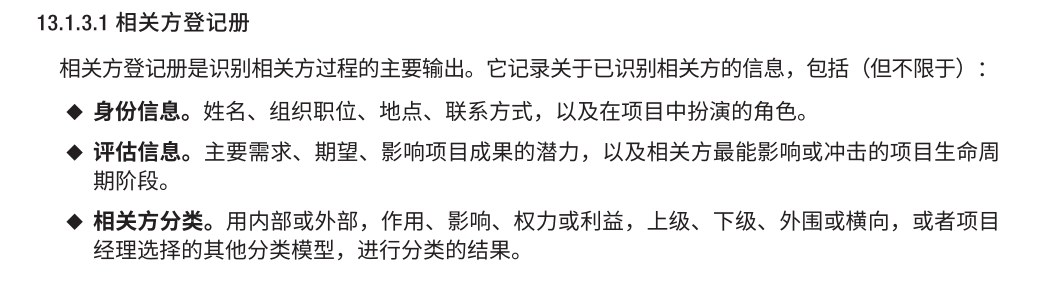 13.1.3.1 相关方登记册
相关方登记册是识别相关方过程的主要输出。它记录关于已识别相关方的信息，包括（但不限于）：
◆ 身份信息。姓名、组织职位、地点、联系方式，以及在项目中扮演的角色。
◆ 评估信息。主要需求、期望、影响项目成果的潜力，以及相关方最能影响或冲击的项目生命周
期阶段。
◆ 相关方分类。用内部或外部，作用、影响、权力或利益，上级、下级、外围或横向，或者项目
经理选择的其他分类模型，进行分类的结果。